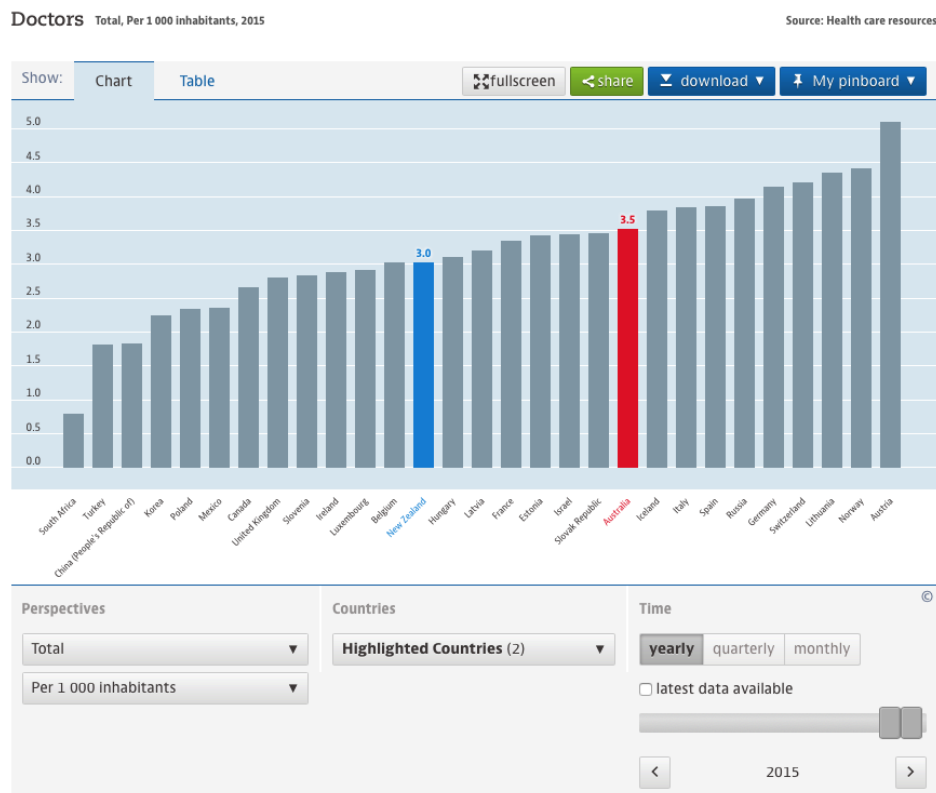 Doctors Total, Per 1 000 inhabitants, 2015
Source: Health care resources
Show:
Chart
Table
fullscreen
share
download ▼
My pinboard ▼
5.0
4.5
4.0
3.5
3.0
2.5
2.0
1.5
1.0
0.5
0.0
3.0
3.5
South Africa
Turkey
China (People's Republic of)
Korea
Poland
Mexico
Canada
United Kingdom
Slovenia
Ireland
Luxembourg
Belgium
New Zealand
Hungary
Latvia
France
Estonia
Israel
Slovak Republic
Australia
Iceland
Italy
Spain
Russia
Germany
Switzerland
Lithuania
Norway
Austria
©
Perspectives
Total ▼
Per 1 000 inhabitants ▼
Countries
Highlighted Countries (2) ▼
Time
yearly
quarterly
monthly
latest data available
2015